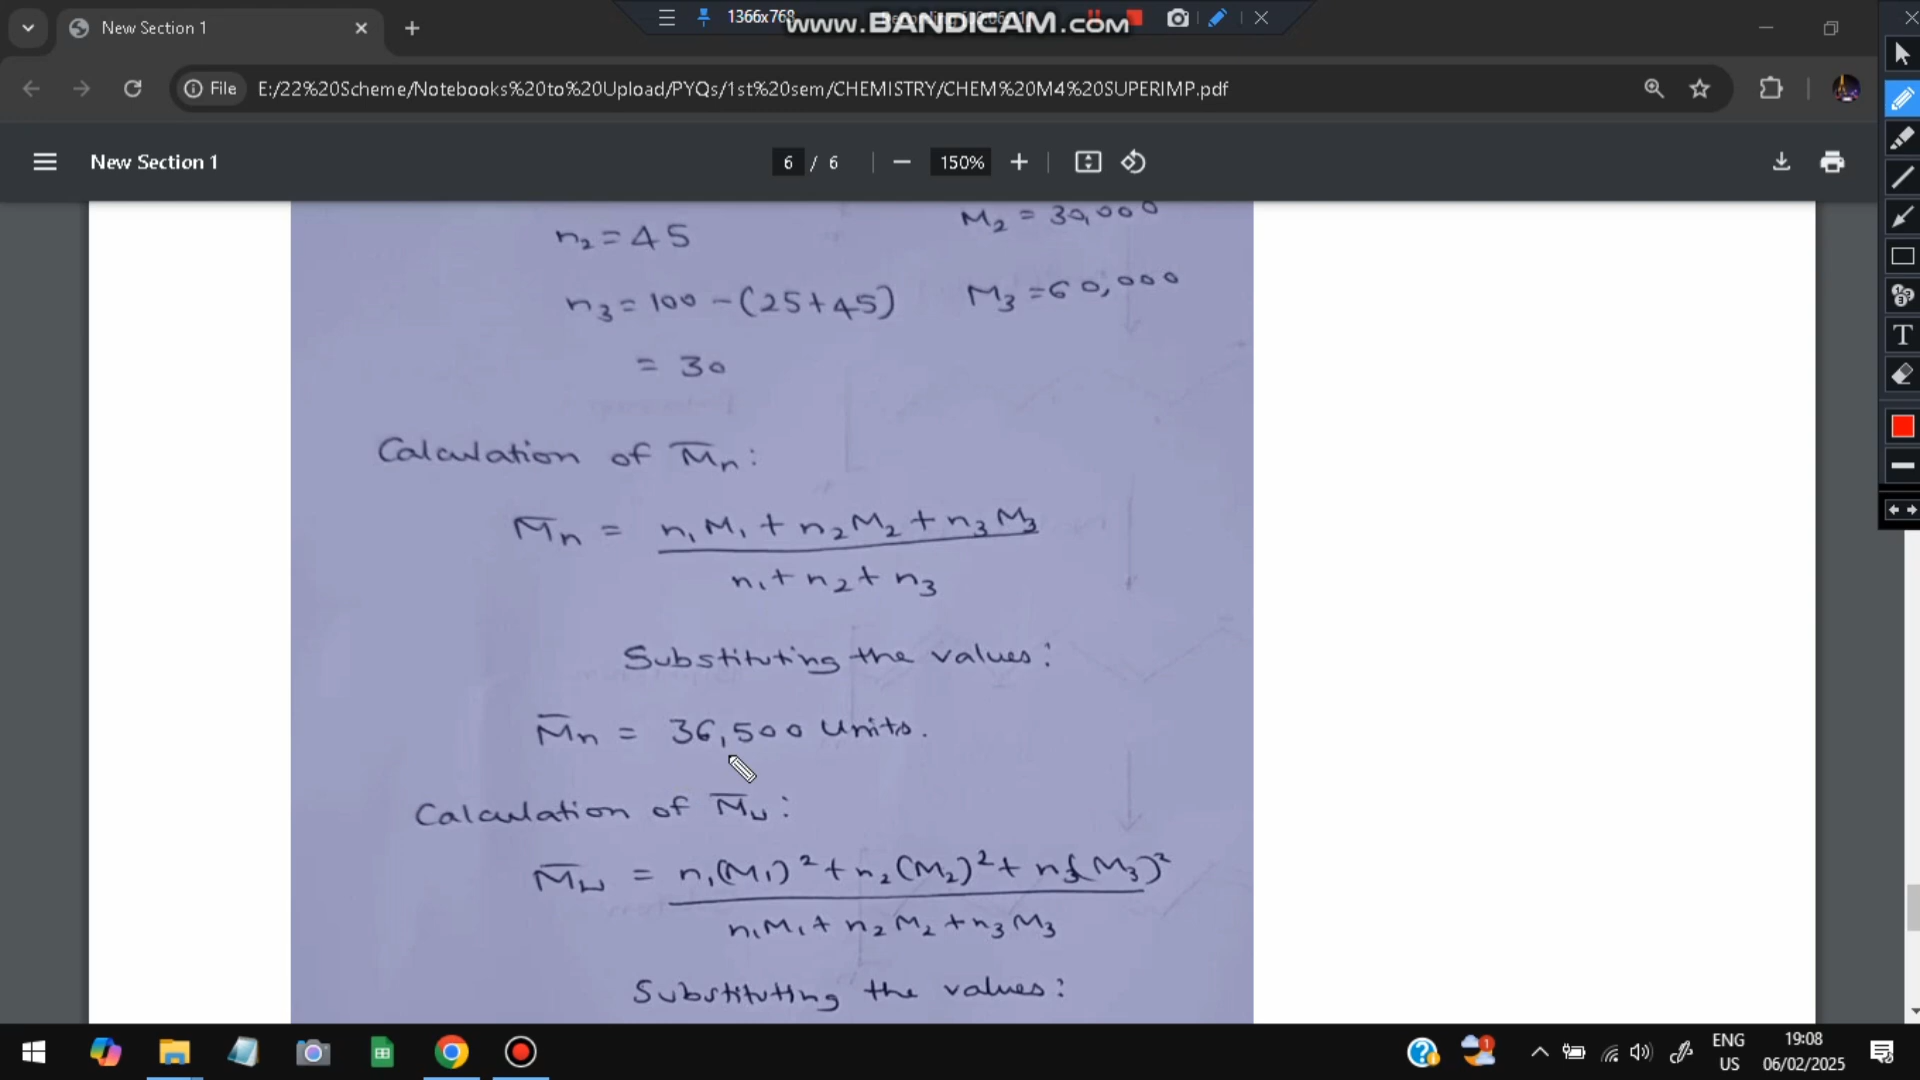 New Section 1
1366x768
www.BANDICAM.com
File
E:/22%20Scheme/Notebooks%20to%20Upload/PYQs/1st%20sem/CHEMISTRY/CHEM%20M4%20SUPERIMP.pdf
New Section 1
6 / 6
150%
M₂ = 30,000
n₂ = 45
n₃ = 100 - (25+45)
M₃ = 60,000
= 30
Calculation of M̅n:
M̅n = n₁M₁ + n₂M₂ + n₃M₃
n₁ + n₂ + n₃
Substituting the values:
M̅n = 36,500 Units.
Calculation of M̅w:
M̅w = n₁(M₁)² + n₂(M₂)² + n₃(M₃)²
n₁M₁ + n₂M₂ + n₃M₃
Substituting the values:
T
1
ENG
US
19:08
06/02/2025